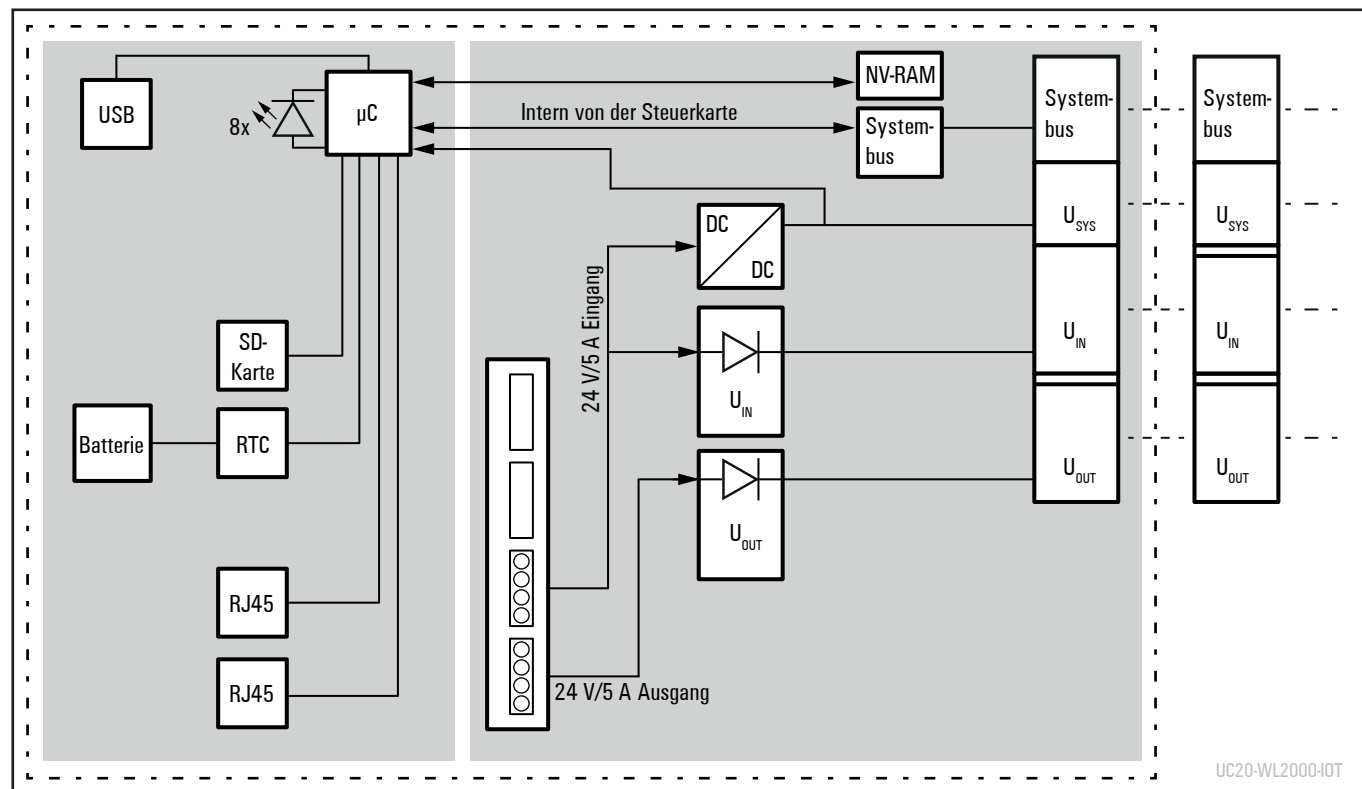 USB
8x
µC
NV-RAM
Intern von der Steuerkarte
System-
bus
System-
bus
System-
bus
DC
DC
U_SYS
U_SYS
24 V/5 A Eingang
SD-
Karte
U_IN
U_IN
U_IN
Batterie
RTC
U_OUT
U_OUT
U_OUT
RJ45
RJ45
24 V/5 A Ausgang
UC20-WL2000-IOT